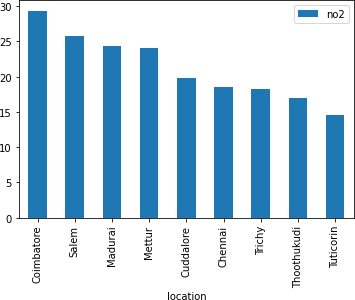 30
25
20
15
10
5
0
no2
Coimbatore
Salem
Madurai
Mettur
Cuddalore
Chennai
Trichy
Thoothukudi
Tuticorin
location